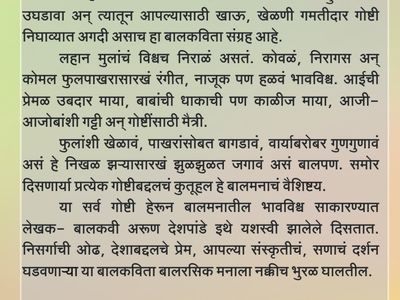 उघडावा अन् त्यातून आपल्यासाठी खाऊ, खेळणी गमतीदार गोष्टी
निघाव्यात अगदी असाच हा बालकविता संग्रह आहे.
लहान मुलांचं विश्वच निराळं असतं. कोवळं, निरागस अन्
कोमल फुलपाखरासारखं रंगीत, नाजूक पण हळवं भावविश्व. आईची
प्रेमळ उबदार माया, बाबांची धाकाची पण काळीज माया, आजी-
आजोबांशी गट्टी अन् गोष्टींसाठी मैत्री.
फुलांशी खेळावं, पाखरांसोबत बागडावं, वार्याबरोबर गुणगुणावं
असं हे निखळ झऱ्यासारखं झुळझुळत जगावं असं बालपण. समोर
दिसणार्या प्रत्येक गोष्टीबद्दलचं कुतूहल हे बालमनाचं वैशिष्टय.
या सर्व गोष्टी हेरून बालमनातील भावविश्व साकारण्यात
लेखक- बालकवी अरूण देशपांडे इथे यशस्वी झालेले दिसतात.
निसर्गाची ओढ, देशाबद्दलचे प्रेम, आपल्या संस्कृतीचं, सणाचं दर्शन
घडवणाऱ्या या बालकविता बालरसिक मनाला नक्कीच भुरळ घालतील.